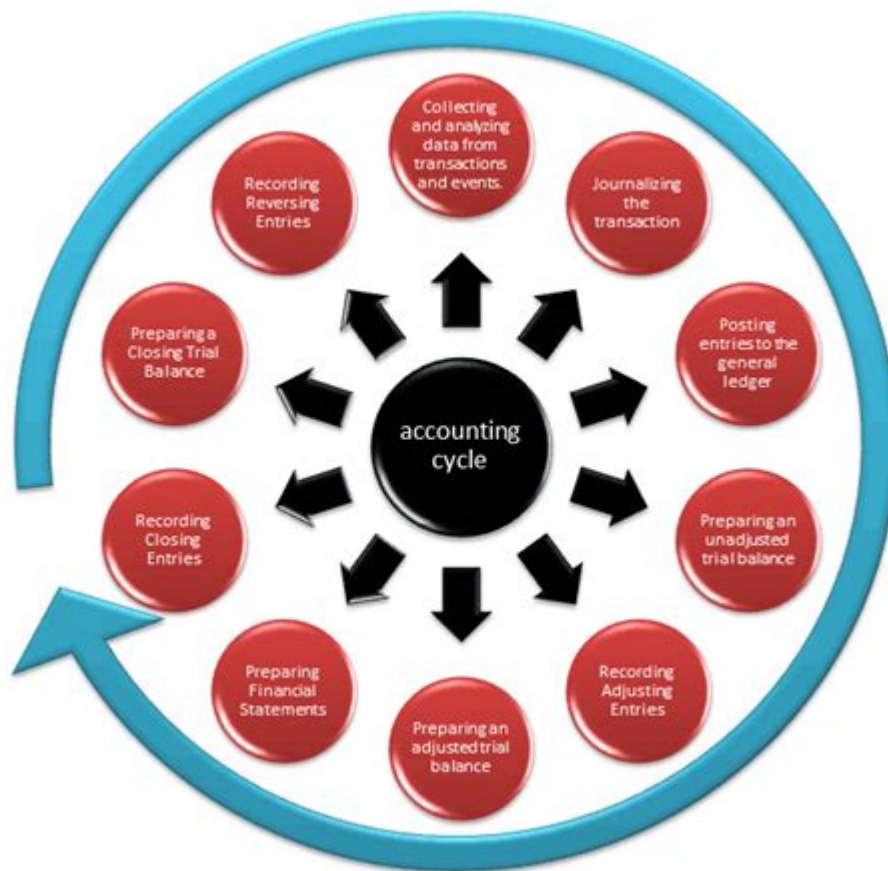 Collecting
and analyzing
data from
transactions
and events.
Journalizing
the
transaction
Posting
entries to the
general
ledger
Preparing an
unadjusted
trial balance
Recording
Adjusting
Entries
Preparing an
adjusted trial
balance
Preparing
Financial
Statements
Recording
Closing
Entries
Preparing a
Closing Trial
Balance
Recording
Reversing
Entries
accounting
cycle